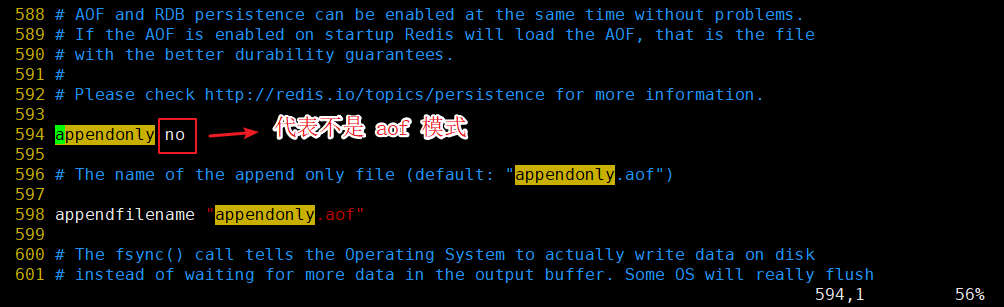 588 # AOF and RDB persistence can be enabled at the same time without problems.
589 # If the AOF is enabled on startup Redis will load the AOF, that is the file
590 # with the better durability guarantees.
591 #
592 # Please check http://redis.io/topics/persistence for more information.
593
594 appendonly no 代表不是 aof 模式
595
596 # The name of the append only file (default: "appendonly.aof")
597
598 appendfilename "appendonly.aof"
599
600 # The fsync() call tells the Operating System to actually write data on disk
601 # instead of waiting for more data in the output buffer. Some OS will really flush
594,1 56%